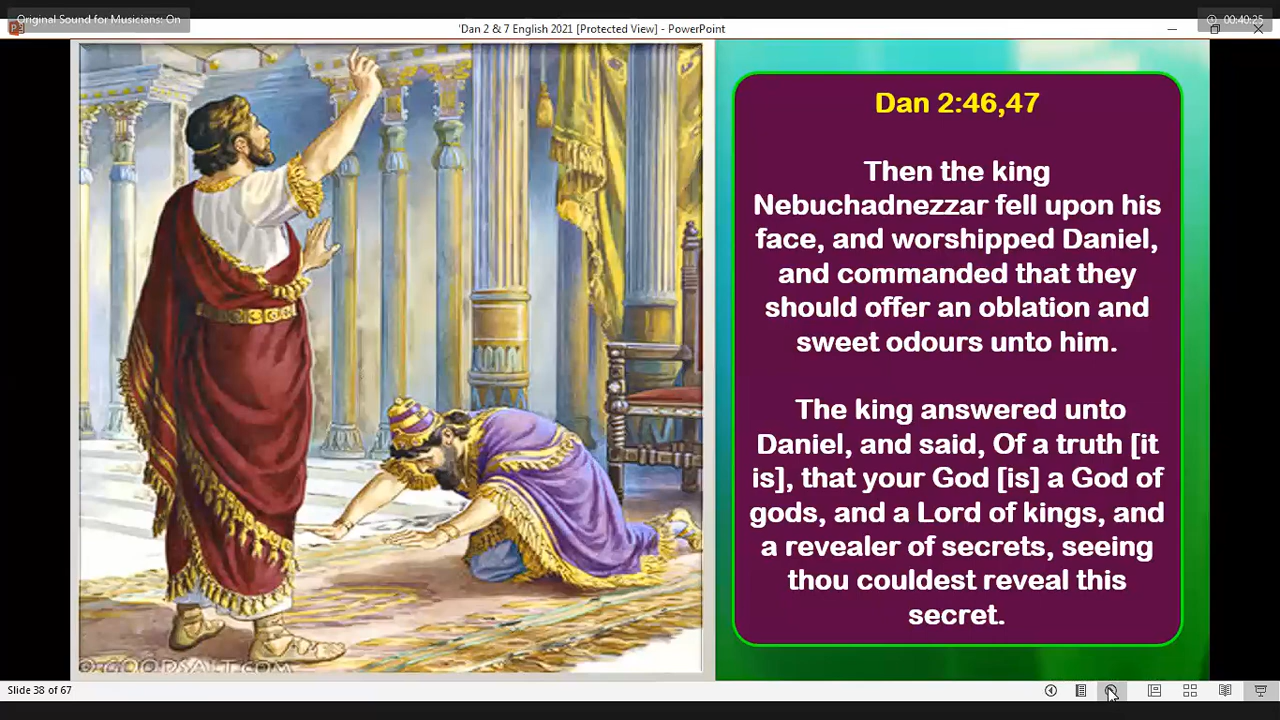 Original Sound for Musicians: On
00:40:25
'Dan 2 & 7 English 2021 [Protected View] - PowerPoint
Dan 2:46,47
Then the king
Nebuchadnezzar fell upon his
face, and worshipped Daniel,
and commanded that they
should offer an oblation and
sweet odours unto him.
The king answered unto
Daniel, and said, Of a truth [it
is], that your God [is] a God of
gods, and a Lord of kings, and
a revealer of secrets, seeing
thou couldest reveal this
secret.
©GOODSALT.COM
Slide 38 of 67